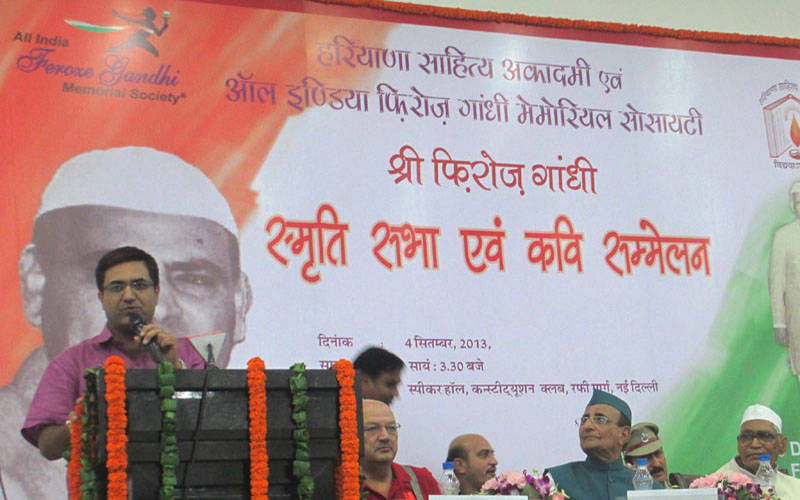 All India
Feroze Gandhi
Memorial Society®
हरियाणा साहित्य अकादमी एवं
ऑल इण्डिया फ़िरोज़ गांधी मेमोरियल सोसायटी
श्री फ़िरोज़ गांधी
स्मृति सभा एवं कवि सम्मेलन
दिनांक : 4 सितम्बर, 2013,
सायं : 3.30 बजे
स्पीकर हॉल, कन्स्टीट्यूशन क्लब, रफी मार्ग, नई दिल्ली